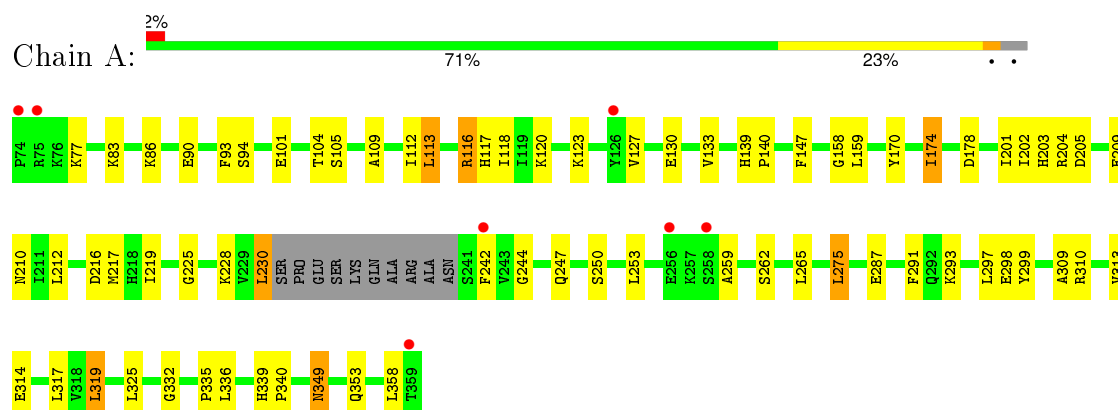 2%
Chain A:
71% 23% • •
P74 R75 K76 K77 K83 K86 E90 F93 S94 E101 T104 S105 A109 I112 L113 R116 H117 I118 I119 K120 K123 Y126 V127 E130 V133 H139 P140 F147 G158 L159 Y170 I174 D178 I201 I202 H203 R204 D205
N210 I211 L212 D216 M217 H218 I219 G225 K228 V229 L230 SER PRO GLU SER LYS GLN ALA ARG ALA ASN S241 F242 V243 G244 Q247 S250 L253 E256 K257 S258 A259 S262 L265 L275 E287 F291 Q292 K293 L297 E298 Y299 A309 R310
E314 L317 V318 L319 L325 G332 P335 L336 H339 P340 N349 Q353 L358 T359